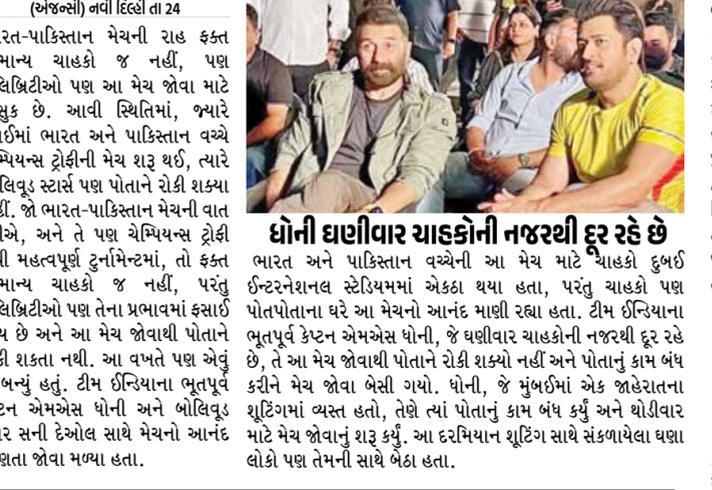 (એજન્સી) નવી દિલ્હી તા 24
રત-પાકિસ્તાન મેચની રાહ ફક્ત
માન્ય ચાહકો જ નહીં, પણ
લિબ્રિટીઓ પણ આ મેચ જોવા માટે
સુક છે. આવી સ્થિતિમાં, જ્યારે
ઈમાં ભારત અને પાકિસ્તાન વચ્ચે
મ્પિયન્સ ટ્રોફીની મેચ શરૂ થઈ, ત્યારે
લિવૂડ સ્ટાર્સ પણ પોતાને રોકી શક્યા
ીં. જો ભારત-પાકિસ્તાન મેચની વાત
ીએ, અને તે પણ ચેમ્પિયન્સ ટ્રોફી
ી મહત્વપૂર્ણ ટુર્નામેન્ટમાં, તો ફક્ત
માન્ય ચાહકો જ નહીં, પરંતુ
લિબ્રિટીઓ પણ તેના પ્રભાવમાં ફસાઈ
ય છે અને આ મેચ જોવાથી પોતાને
કી શકતા નથી. આ વખતે પણ એવું
બન્યું હતું. ટીમ ઈન્ડિયાના ભૂતપૂર્વ
ટન એમએસ ધોની અને બોલિવૂડ
ર સની દેઓલ સાથે મેચનો આનંદ
ણતા જોવા મળ્યા હતા.
ધોની ઘણીવાર ચાહકોની નજરથી દૂર રહે છે
ભારત અને પાકિસ્તાન વચ્ચેની આ મેચ માટે ચાહકો દુબઈ
ઈન્ટરનેશનલ સ્ટેડિયમમાં એકઠા થયા હતા, પરંતુ ચાહકો પણ
પોતપોતાના ઘરે આ મેચનો આનંદ માણી રહ્યા હતા. ટીમ ઈન્ડિયાના
ભૂતપૂર્વ કેપ્ટન એમએસ ધોની, જે ઘણીવાર ચાહકોની નજરથી દૂર રહે
છે, તે આ મેચ જોવાથી પોતાને રોકી શક્યો નહીં અને પોતાનું કામ બંધ
કરીને મેચ જોવા બેસી ગયો. ધોની, જે મુંબઈમાં એક જાહેરાતના
શૂટિંગમાં વ્યસ્ત હતો, તેણે ત્યાં પોતાનું કામ બંધ કર્યું અને થોડીવાર
માટે મેચ જોવાનું શરૂ કર્યું. આ દરમિયાન શૂટિંગ સાથે સંકળાયેલા ઘણા
લોકો પણ તેમની સાથે બેઠા હતા.